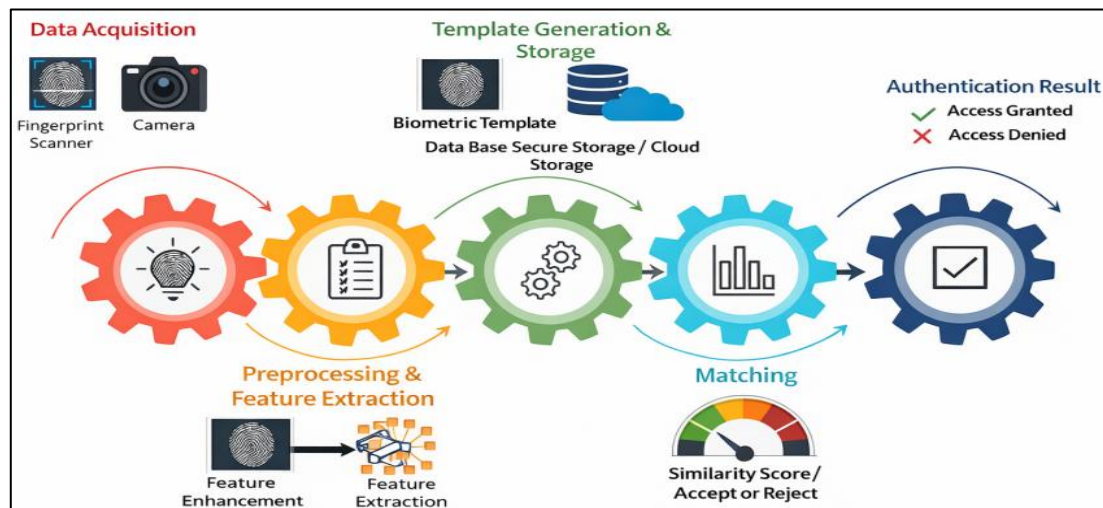 Data Acquisition
Fingerprint
Scanner
Camera
Template Generation &
Storage
Biometric Template
Data Base Secure Storage / Cloud
Storage
Authentication Result
Access Granted
Access Denied
Preprocessing &
Feature Extraction
Feature
Enhancement
Feature
Extraction
Matching
Similarity Score/
Accept or Reject